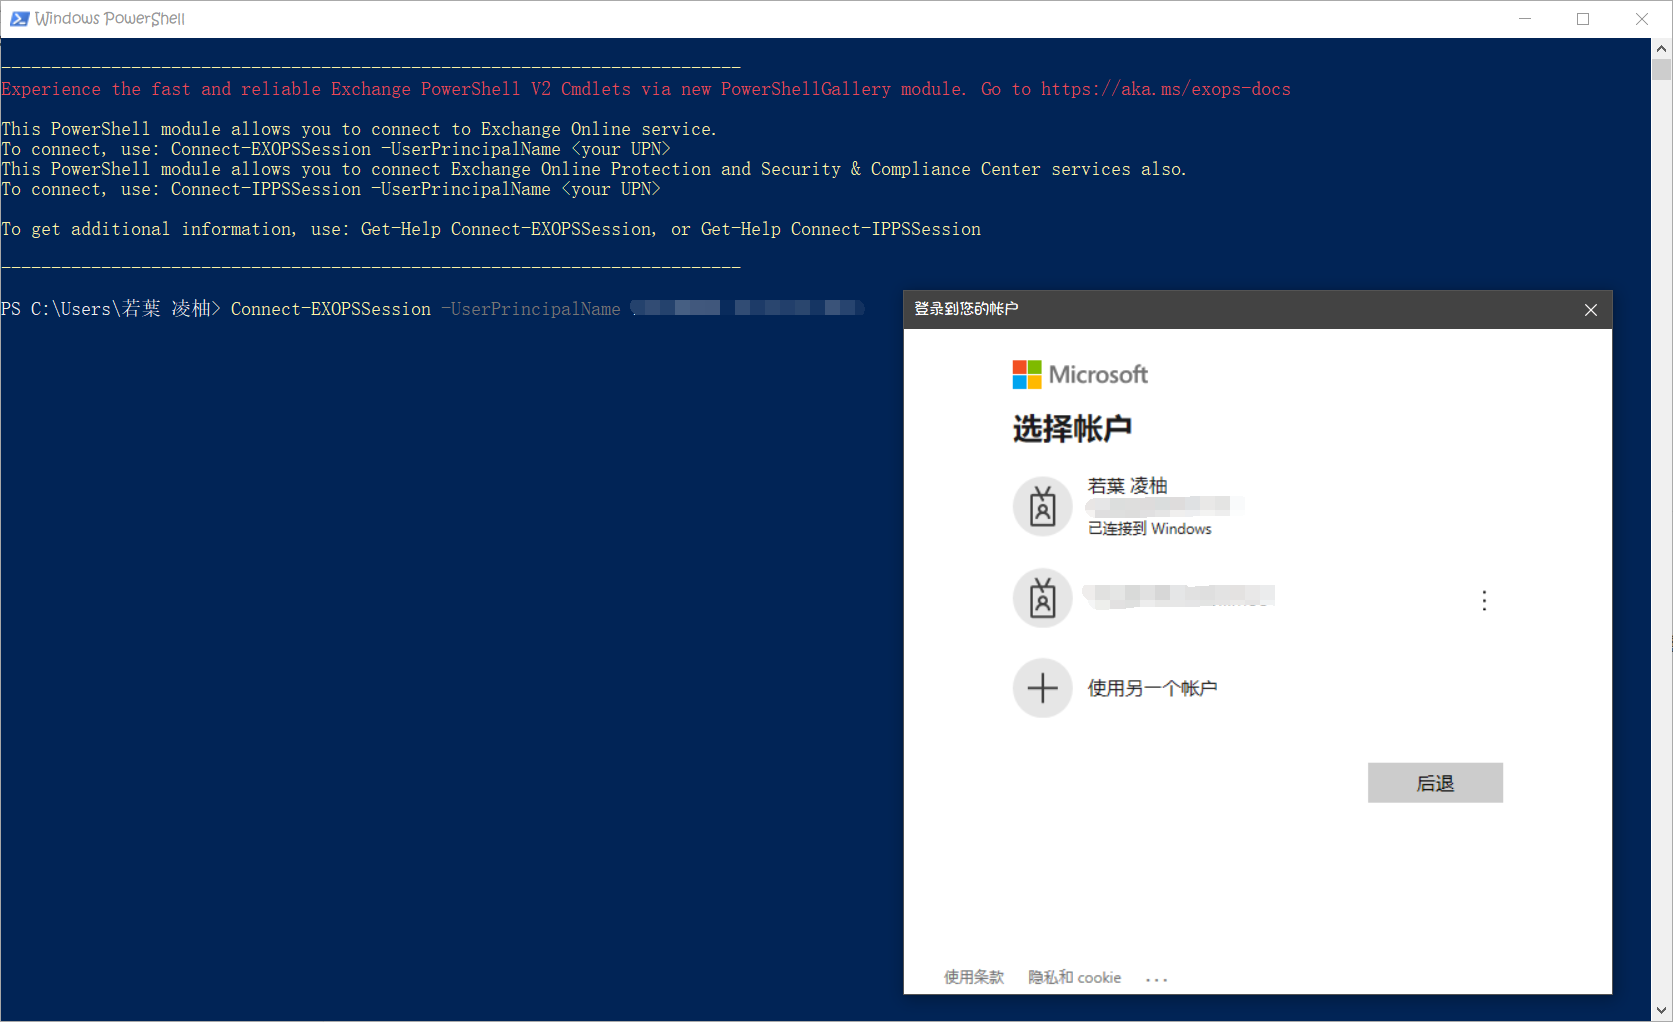 Windows PowerShell
Experience the fast and reliable Exchange PowerShell V2 Cmdlets via new PowerShellGallery module. Go to https://aka.ms/exops-docs
This PowerShell module allows you to connect to Exchange Online service.
To connect, use: Connect-EXOPSSession -UserPrincipalName <your UPN>
This PowerShell module allows you to connect Exchange Online Protection and Security & Compliance Center services also.
To connect, use: Connect-IPPSSession -UserPrincipalName <your UPN>
To get additional information, use: Get-Help Connect-EXOPSSession, or Get-Help Connect-IPPSSession
PS C:\Users\若葉 凌柚> Connect-EXOPSSession -UserPrincipalName
登录到您的帐户
Microsoft
选择帐户
若葉 凌柚
已连接到 Windows
使用另一个帐户
后退
使用条款 隐私和 cookie ...